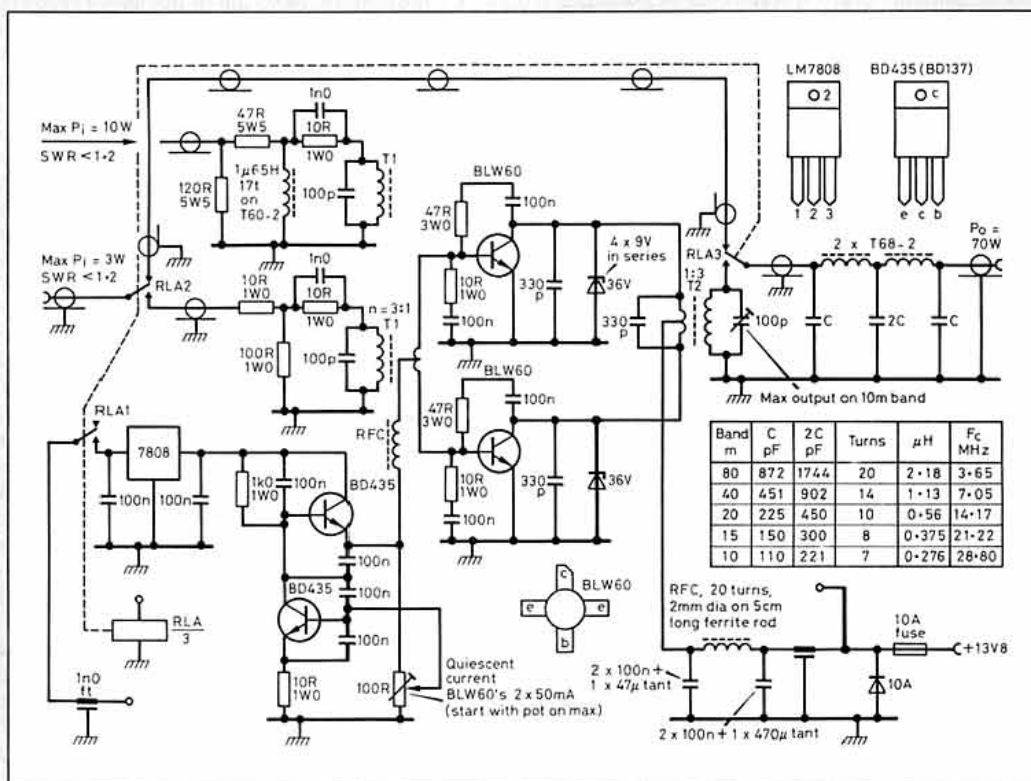 LM7808
BD435 (BD137)
2
c
1 2 3
e c b
Max Pi = 10W
SWR < 1·2
47R
5W5
1n0
10R
1W0
T1
120R
5W5
1µ65H
17t
on
T60-2
100p
BLW60
100n
47R
3W0
10R
1W0
100n
330
p
4 x 9V
in series
36V
Max Pi = 3W
SWR < 1·2
RLA2
10R
1W0
1n0
10R
1W0
n = 3:1
T1
100R
1W0
100p
330
p
1:3
T2
RLA3
100p
2 x T68-2
Po =
70W
C
2C
C
Max output on 10m band
BLW60
100n
47R
3W0
10R
1W0
100n
330
p
36V
RFC
RLA1
7808
100n
100n
1k0
1W0
100n
BD435
100n
100n
BD435
100n
10R
1W0
100R
Quiescent
current
BLW60's 2 x 50mA
(start with pot on max)
RLA
3
1n0
ft
c
e e
b
BLW60
Band m C pF 2C pF Turns µH Fc MHz
80 872 1744 20 2·18 3·65
40 451 902 14 1·13 7·05
20 225 450 10 0·56 14·17
15 150 300 8 0·375 21·22
10 110 221 7 0·276 28·80
RFC, 20 turns,
2mm dia on 5cm
long ferrite rod
10A
fuse
+13V8
10A
2 x 100n +
1 x 47µ tant
2 x 100n + 1 x 470µ tant